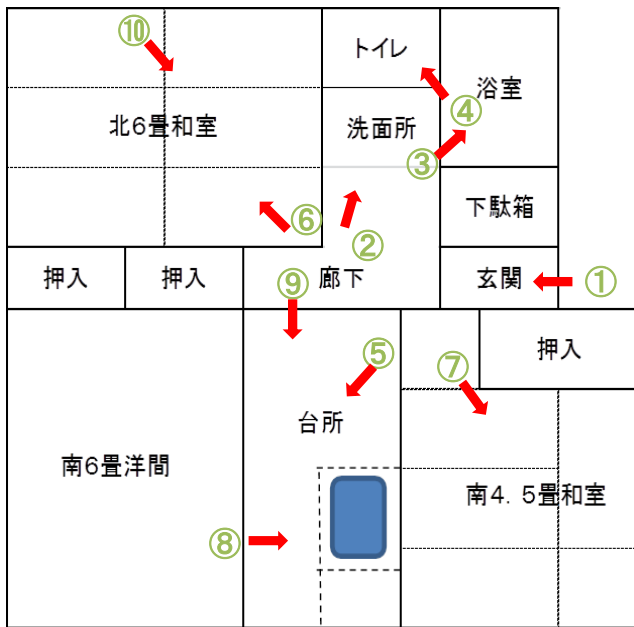 ⑩
トイレ
浴室
④
北6畳和室
洗面所
③
下駄箱
⑥
②
押入
押入
⑨
廊下
玄関
①
⑤
⑦
押入
台所
南6畳洋間
南4．5畳和室
⑧